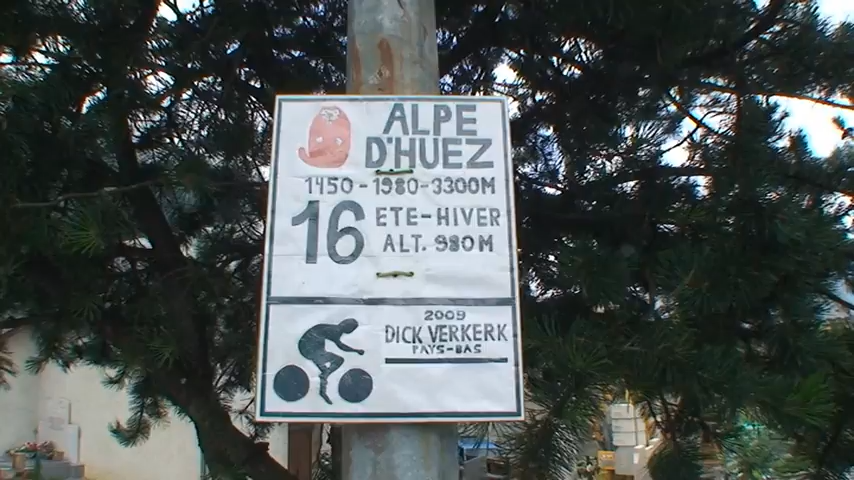 ALPE
D'HUEZ
1450-1980-3300M
16
ETE-HIVER
ALT. 980M
2009
DICK VERKERK
PAYS-BAS